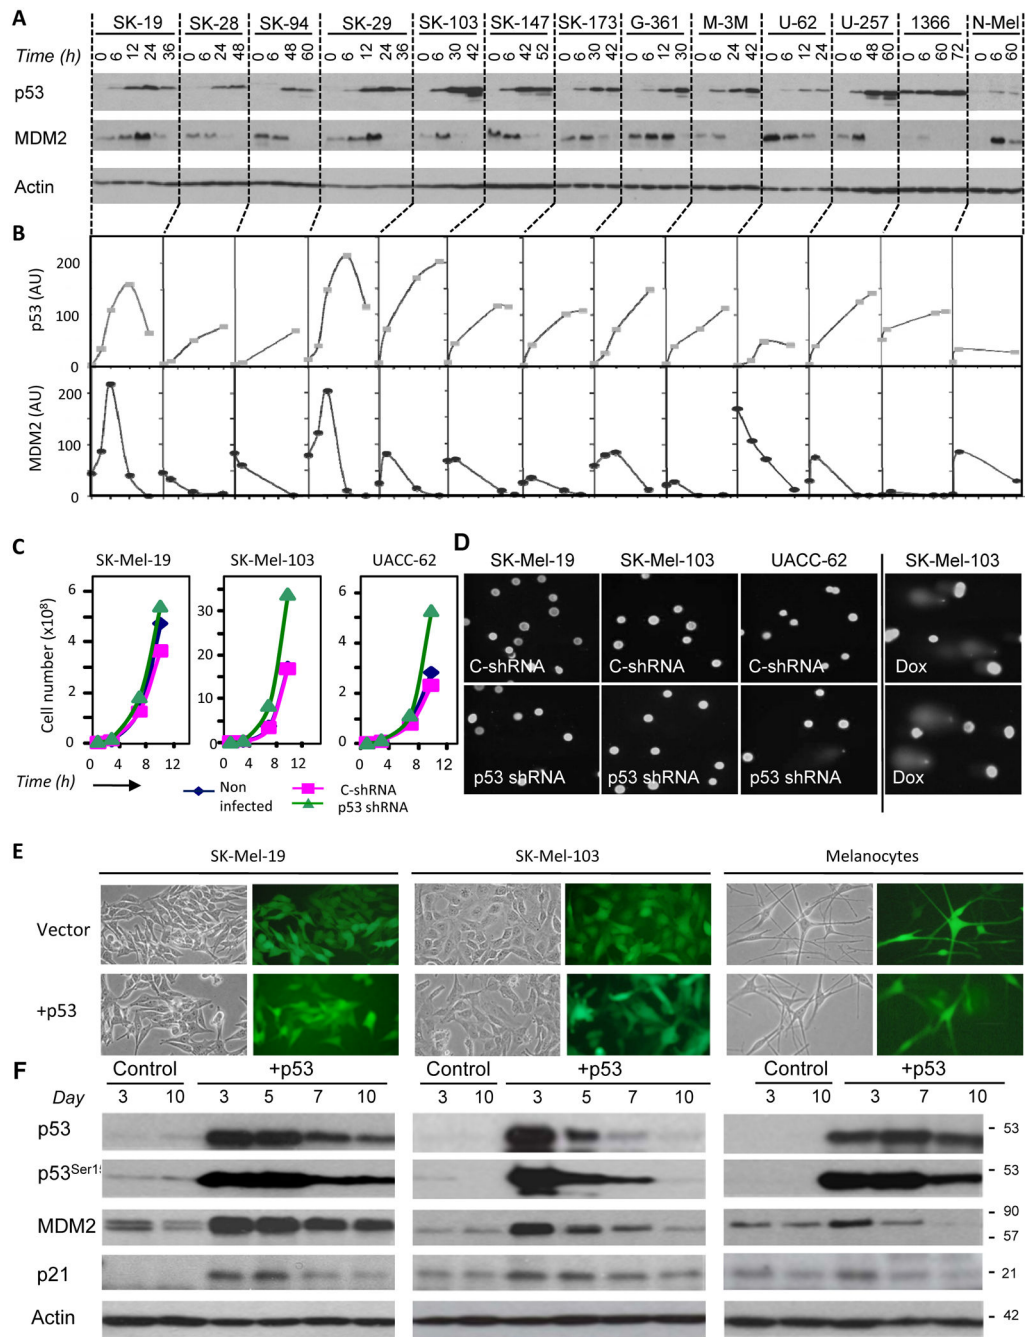 A
SK-19 SK-28 SK-94 SK-29 SK-103 SK-147 SK-173 G-361 M-3M U-62 U-257 1366 N-Mel
Time (h) 0 6 12 24 36 0 6 24 48 0 6 48 60 0 6 12 24 36 0 6 30 42 0 6 42 52 0 6 30 42 0 6 12 30 0 6 24 42 0 6 12 24 0 6 48 60 0 6 60 72 0 6 60
p53
MDM2
Actin
B
p53 (AU)
200
100
0
MDM2 (AU)
200
100
0
C
SK-Mel-19 SK-Mel-103 UACC-62
Cell number (x10⁸)
6 4 2 0
30 20 10 5 0
6 4 2 0
0 4 8 12 0 4 8 12 0 4 8 12
Time (h)
Non infected
C-shRNA
p53 shRNA
D
SK-Mel-19 SK-Mel-103 UACC-62 SK-Mel-103
C-shRNA C-shRNA C-shRNA Dox
p53 shRNA p53 shRNA p53 shRNA Dox
E
SK-Mel-19 SK-Mel-103 Melanocytes
Vector
+p53
F
Control +p53 Control +p53 Control +p53
Day 3 10 3 5 7 10 3 10 3 5 7 10 3 10 3 7 10
p53 - 53
p53Ser15 - 53
MDM2 - 90
- 57
p21 - 21
Actin - 42